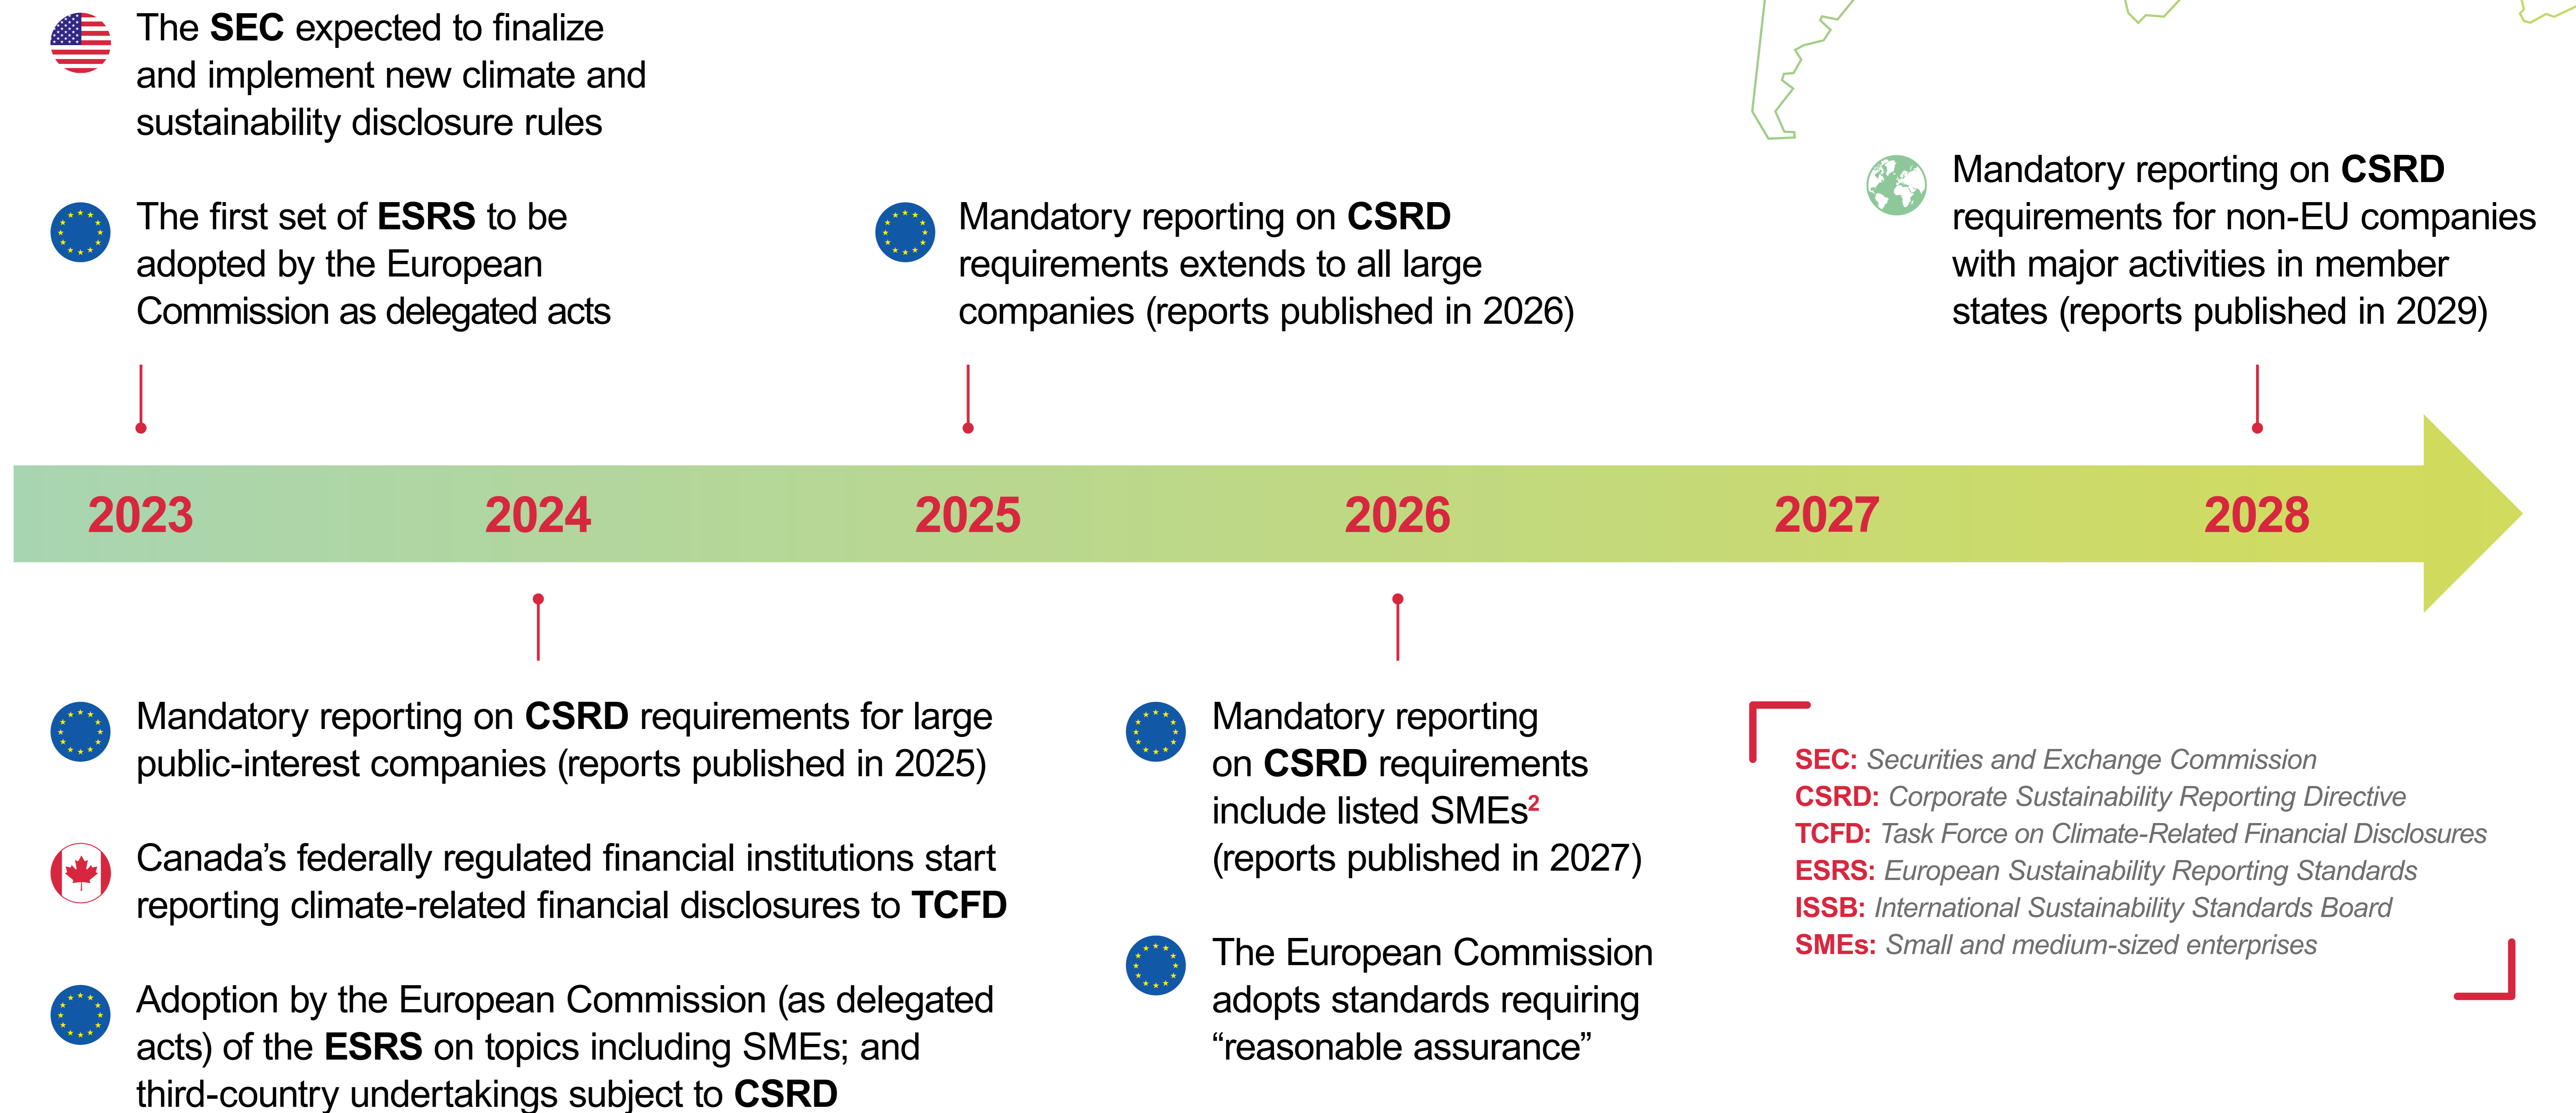 The SEC expected to finalize
and implement new climate and
sustainability disclosure rules
The first set of ESRS to be
adopted by the European
Commission as delegated acts
Mandatory reporting on CSRD
requirements extends to all large
companies (reports published in 2026)
Mandatory reporting on CSRD
requirements for non-EU companies
with major activities in member
states (reports published in 2029)
2023
2024
2025
2026
2027
2028
Mandatory reporting on CSRD requirements for large
public-interest companies (reports published in 2025)
Canada’s federally regulated financial institutions start
reporting climate-related financial disclosures to TCFD
Adoption by the European Commission (as delegated
acts) of the ESRS on topics including SMEs; and
third-country undertakings subject to CSRD
Mandatory reporting
on CSRD requirements
include listed SMEs2
(reports published in 2027)
The European Commission
adopts standards requiring
“reasonable assurance”
SEC: Securities and Exchange Commission
CSRD: Corporate Sustainability Reporting Directive
TCFD: Task Force on Climate-Related Financial Disclosures
ESRS: European Sustainability Reporting Standards
ISSB: International Sustainability Standards Board
SMEs: Small and medium-sized enterprises